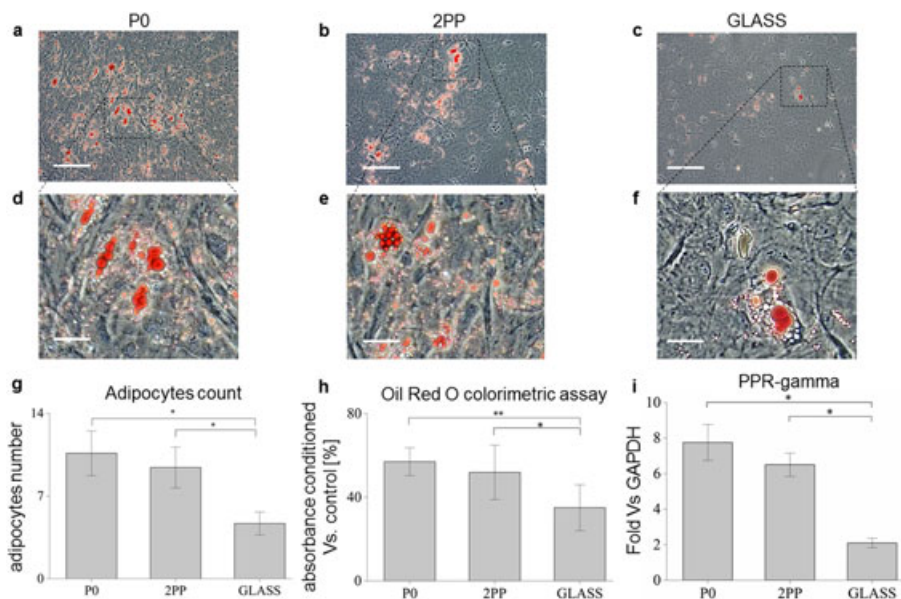 P0 2PP GLASS
a b c
d e f
g Adipocytes count
adipocytes number
14
7
0
* *
P0 2PP GLASS
h Oil Red O colorimetric assay
absorbance conditioned
Vs. control [%]
80
40
0
** *
P0 2PP GLASS
i PPR-gamma
Fold Vs GAPDH
10
8
6
4
2
0
* *
P0 2PP GLASS